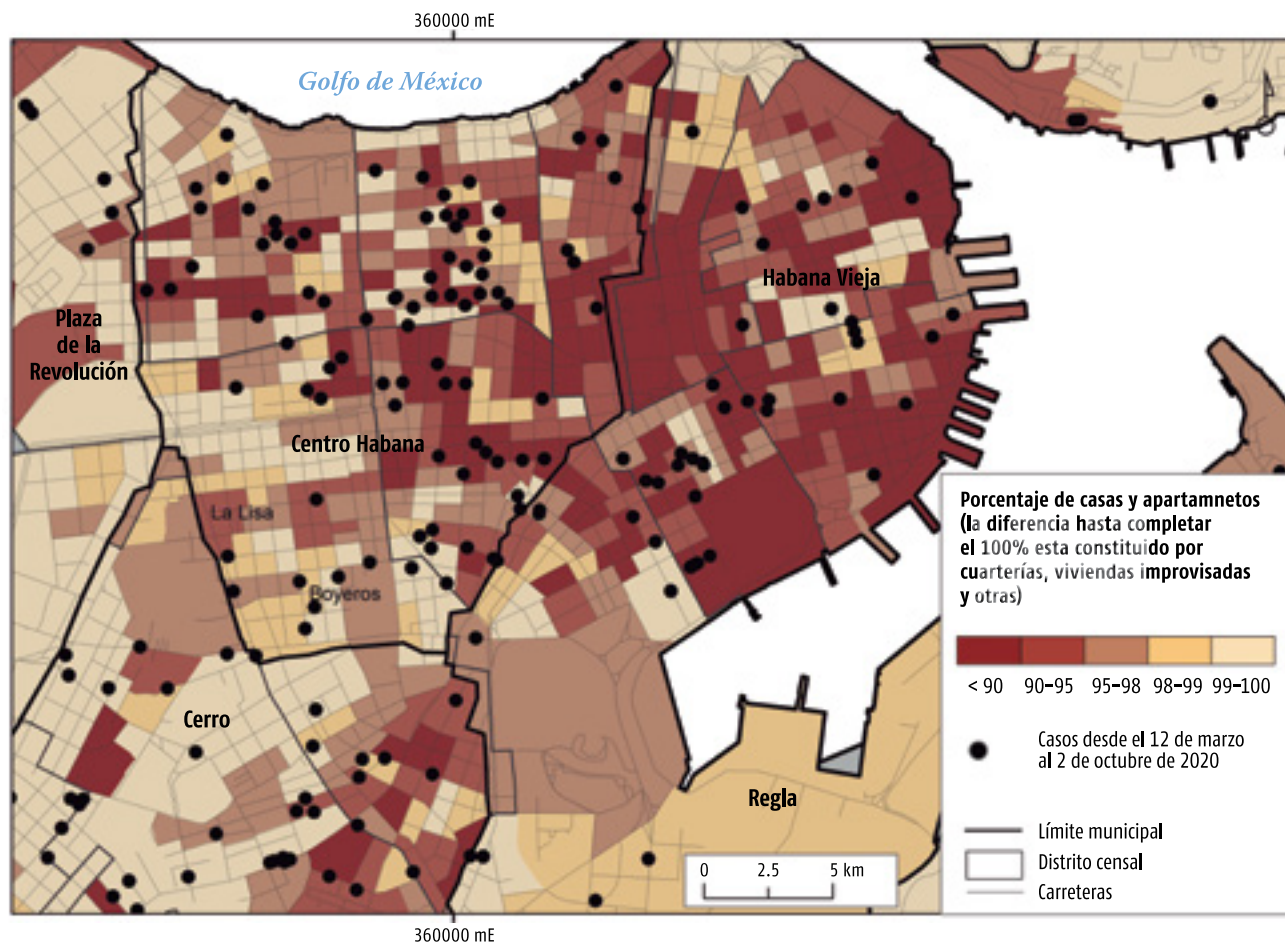 360000 mE
Golfo de México
Habana Vieja
Plaza
de la
Revolución
Centro Habana
La Lisa
Boyeros
Cerro
Regla
Porcentaje de casas y apartamnetos
(la diferencia hasta completar
el 100% esta constituido por
cuarterías, viviendas improvisadas
y otras)
< 90 90–95 95–98 98–99 99–100
Casos desde el 12 de marzo
al 2 de octubre de 2020
Límite municipal
Distrito censal
Carreteras
0 2.5 5 km
360000 mE